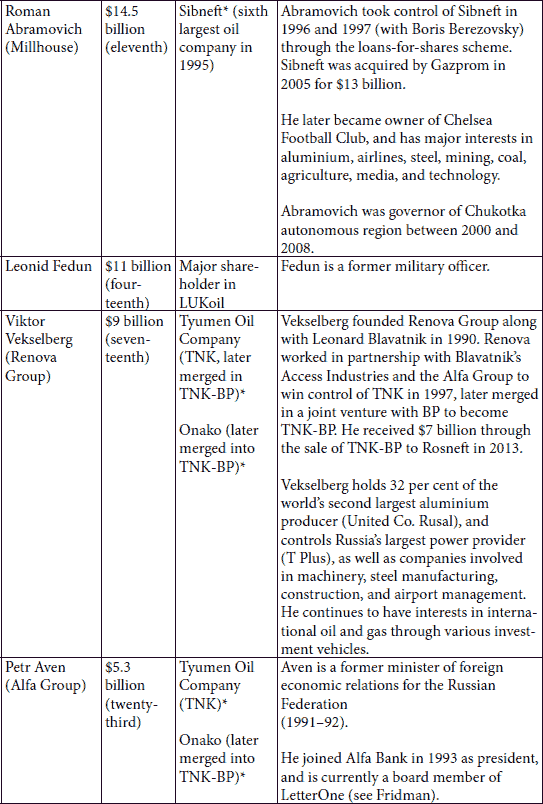 Roman
Abramovich
(Millhouse)
$14.5
billion
(eleventh)
Sibneft* (sixth
largest oil
company in
1995)
Abramovich took control of Sibneft in
1996 and 1997 (with Boris Berezovsky)
through the loans-for-shares scheme.
Sibneft was acquired by Gazprom in
2005 for $13 billion.
He later became owner of Chelsea
Football Club, and has major interests in
aluminium, airlines, steel, mining, coal,
agriculture, media, and technology.
Abramovich was governor of Chukotka
autonomous region between 2000 and
2008.
Leonid Fedun
$11 billion
(four-
teenth)
Major share-
holder in
LUKoil
Fedun is a former military officer.
Viktor
Vekselberg
(Renova
Group)
$9 billion
(seven-
teenth)
Tyumen Oil
Company
(TNK, later
merged in
TNK-BP)*
Onako (later
merged into
TNK-BP)*
Vekselberg founded Renova Group along
with Leonard Blavatnik in 1990. Renova
worked in partnership with Blavatnik's
Access Industries and the Alfa Group to
win control of TNK in 1997, later merged
in a joint venture with BP to become
TNK-BP. He received $7 billion through
the sale of TNK-BP to Rosneft in 2013.
Vekselberg holds 32 per cent of the
world's second largest aluminium
producer (United Co. Rusal), and
controls Russia's largest power provider
(T Plus), as well as companies involved
in machinery, steel manufacturing,
construction, and airport management.
He continues to have interests in interna-
tional oil and gas through various invest-
ment vehicles.
Petr Aven
(Alfa Group)
$5.3
billion
(twenty-
third)
Tyumen Oil
Company
(TNK)*
Onako (later
merged into
TNK-BP)*
Aven is a former minister of foreign
economic relations for the Russian
Federation
(1991–92).
He joined Alfa Bank in 1993 as president,
and is currently a board member of
LetterOne (see Fridman).